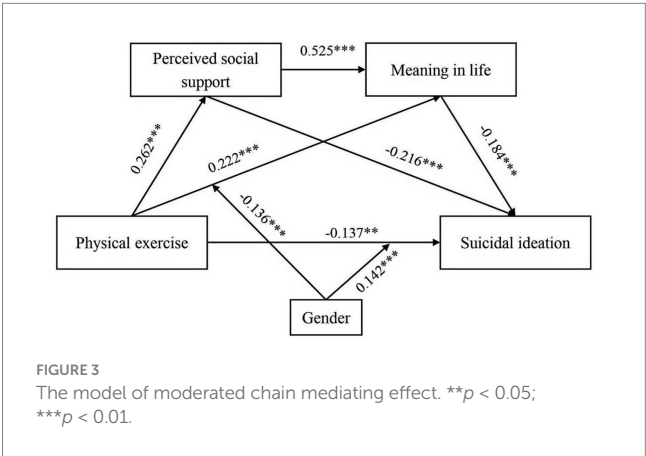 0.525***
Perceived social
support
Meaning in life
0.262***
0.222***
-0.216***
-0.184***
-0.136***
Physical exercise
-0.137**
Suicidal ideation
0.142***
Gender
FIGURE 3
The model of moderated chain mediating effect. **p < 0.05;
***p < 0.01.